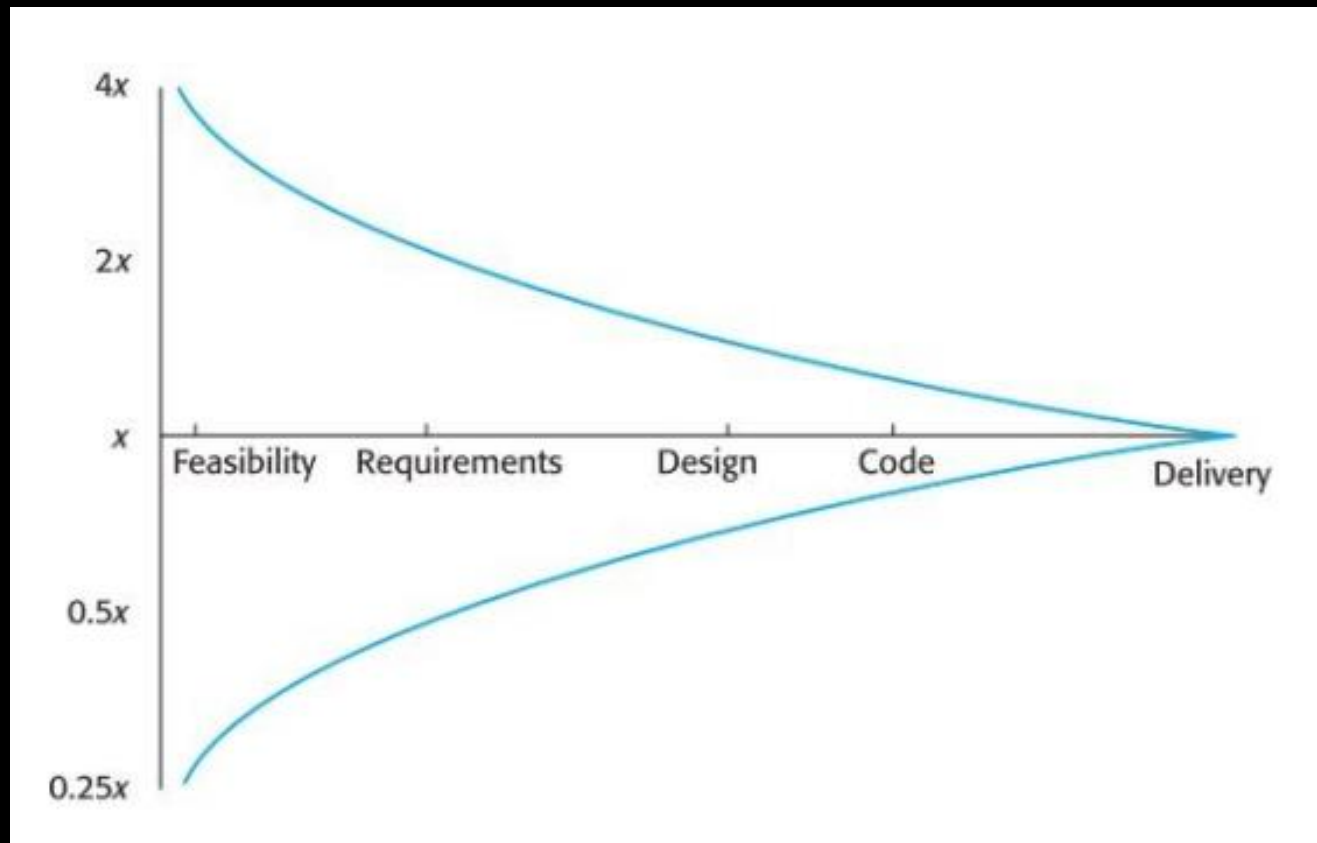 4x
2x
x
Feasibility Requirements Design Code Delivery
0.5x
0.25x